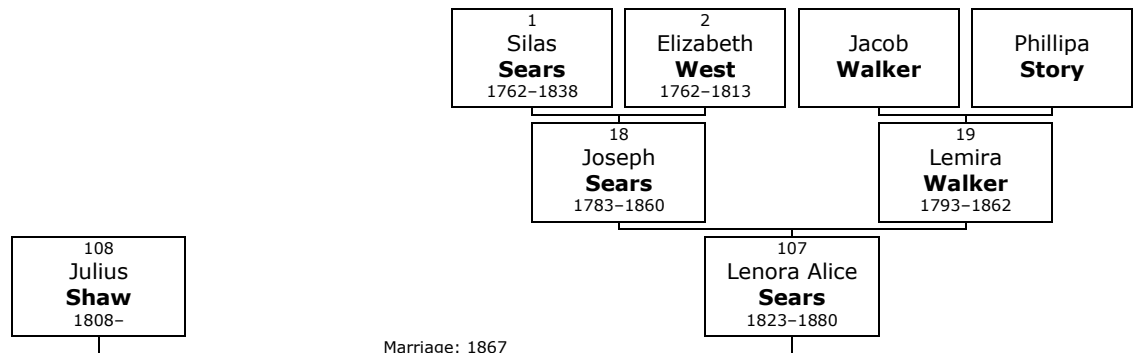 1
Silas
Sears
1762–1838
2
Elizabeth
West
1762–1813
Jacob
Walker
Phillipa
Story
18
Joseph
Sears
1783–1860
19
Lemira
Walker
1793–1862
108
Julius
Shaw
1808–
107
Lenora Alice
Sears
1823–1880
Marriage: 1867